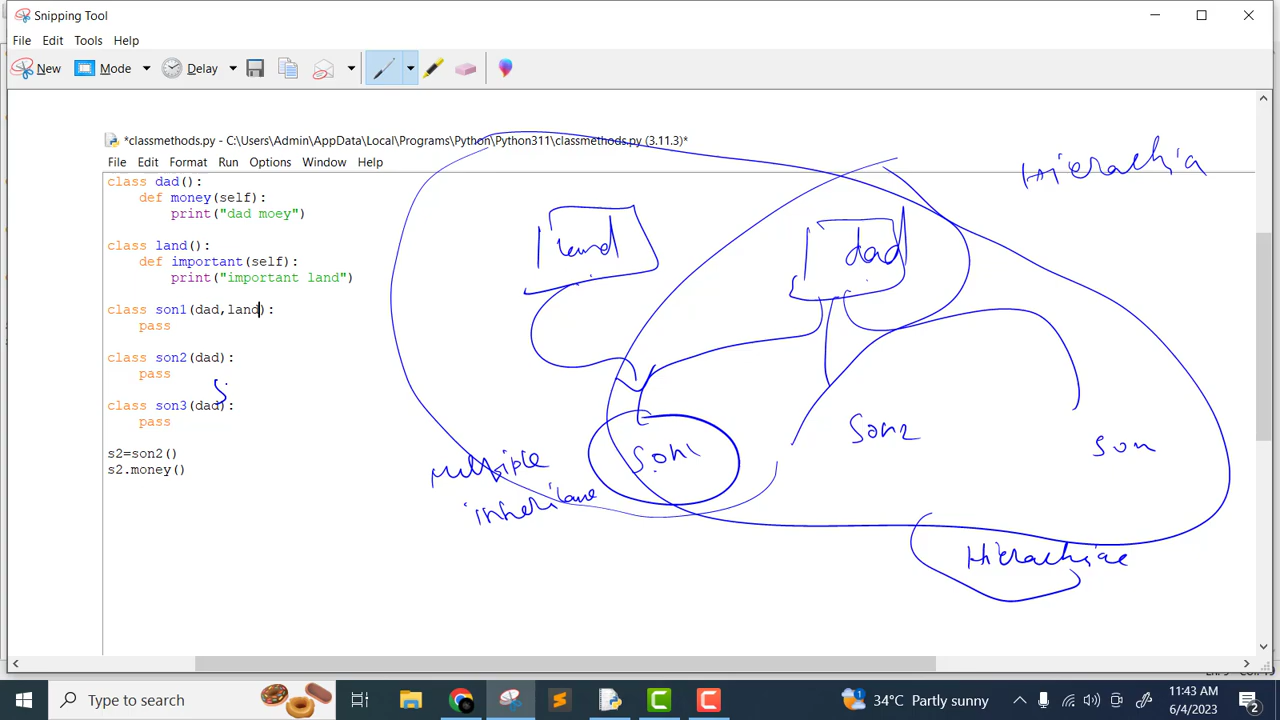 Snipping Tool
File Edit Tools Help
New Mode Delay
*classmethods.py - C:\Users\Admin\AppData\Local\Programs\Python\Python311\classmethods.py (3.11.3)*
File Edit Format Run Options Window Help
Hierachia
class dad():
def money(self):
print("dad moey")
class land():
def important(self):
print("important land")
land
dad
class son1(dad,land):
pass
class son2(dad):
pass
class son3(dad):
pass
s2=son2()
s2.money()
Son1
Son2
Son
multiple
Hierachiae
Type here to search
34°C Partly sunny
11:43 AM
6/4/2023
2